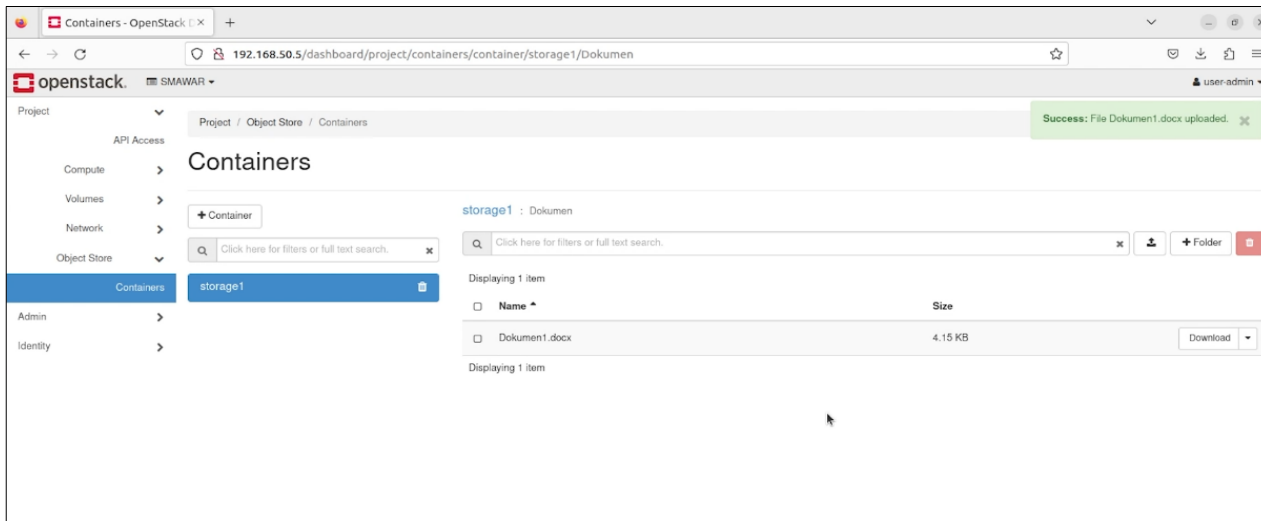 Containers - OpenStack D
192.168.50.5/dashboard/project/containers/container/storage1/Dokumen
openstack. SMAWAR
user-admin
Project
API Access
Compute
Volumes
Network
Object Store
Containers
Admin
Identity
Project / Object Store / Containers
Success: File Dokumen1.docx uploaded.
Containers
+ Container
Click here for filters or full text search.
storage1
storage1 : Dokumen
Click here for filters or full text search.
+ Folder
Displaying 1 item
Name Size
Dokumen1.docx 4.15 KB Download
Displaying 1 item